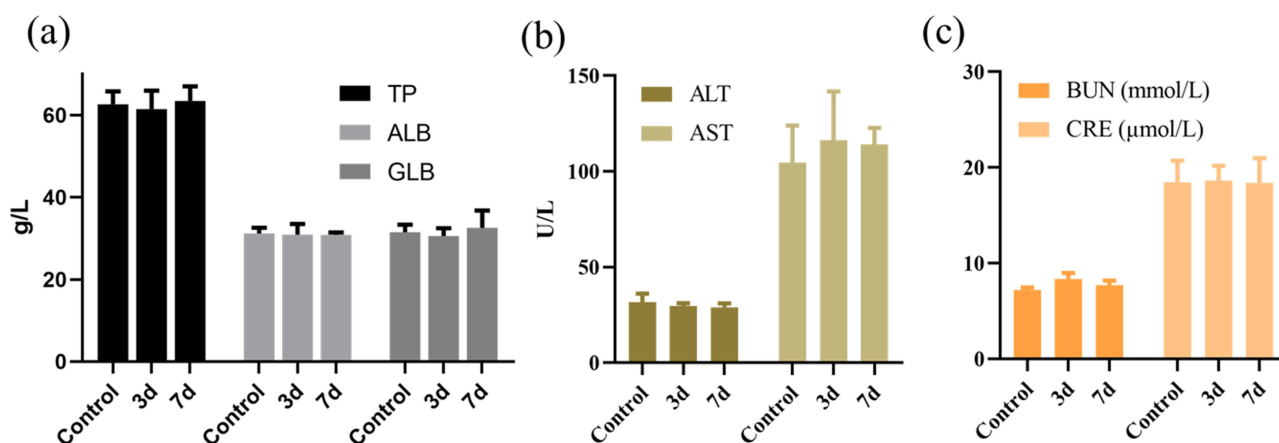 (a)
g/L
60
40
20
0
TP
ALB
GLB
Control
3d
7d
Control
3d
7d
Control
3d
7d
(b)
U/L
150
100
50
0
ALT
AST
Control
3d
7d
Control
3d
7d
(c)
30
20
10
0
BUN (mmol/L)
CRE (μmol/L)
Control
3d
7d
Control
3d
7d